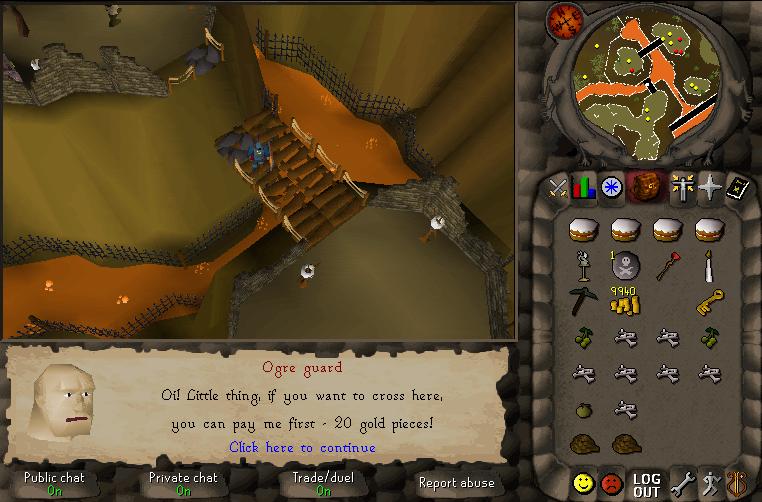 1
9940
Ogre guard
Oi! Little thing, if you want to cross here,
you can pay me first - 20 gold pieces!
Click here to continue
Public chat
On
Private chat
On
Trade/duel
On
Report abuse
LOG
OUT